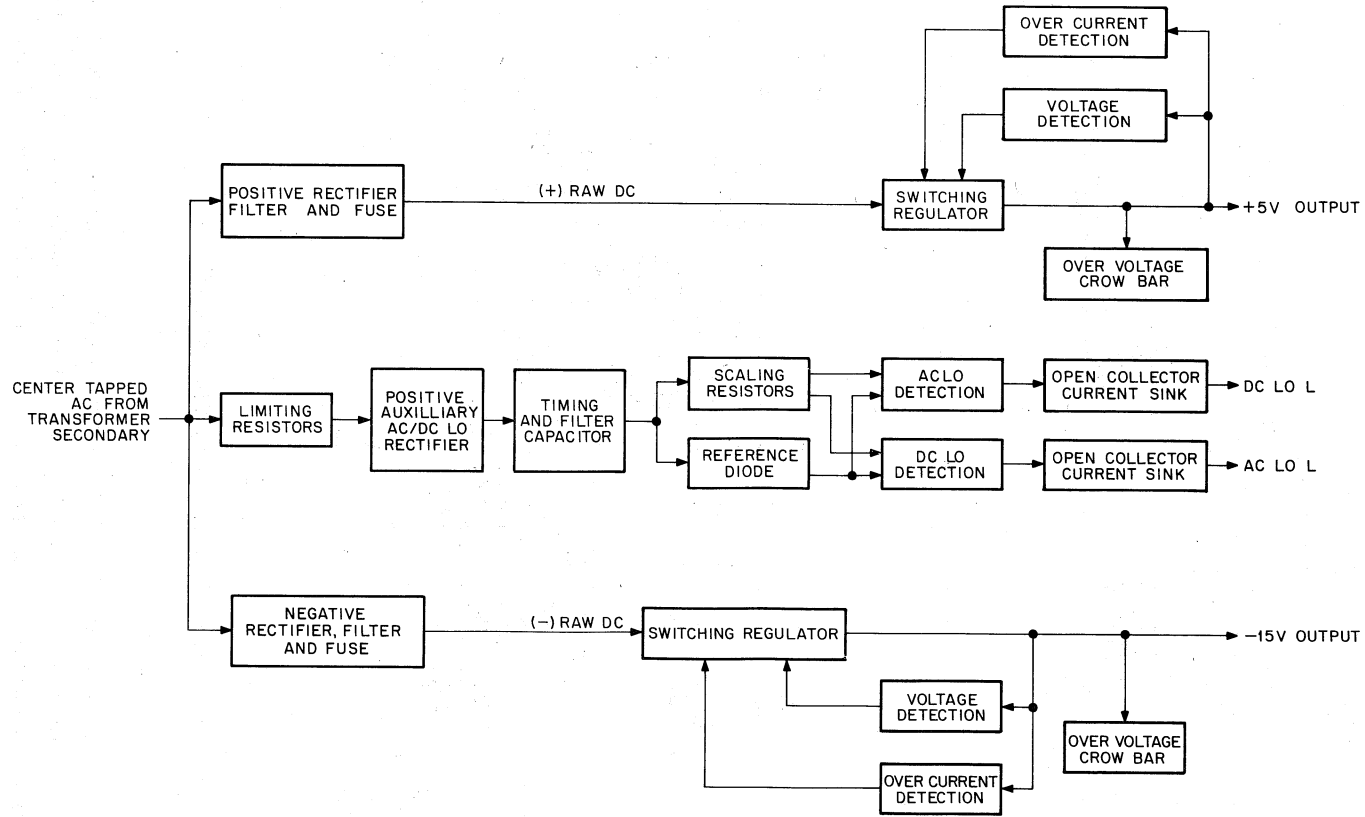 OVER CURRENT
DETECTION
VOLTAGE
DETECTION
POSITIVE RECTIFIER
FILTER AND FUSE
(+) RAW DC
SWITCHING
REGULATOR
+5V OUTPUT
OVER VOLTAGE
CROW BAR
CENTER TAPPED
AC FROM
TRANSFORMER
SECONDARY
LIMITING
RESISTORS
POSITIVE
AUXILLIARY
AC/DC LO
RECTIFIER
TIMING
AND FILTER
CAPACITOR
SCALING
RESISTORS
REFERENCE
DIODE
ACLO
DETECTION
OPEN COLLECTOR
CURRENT SINK
DC LO L
DC LO
DETECTION
OPEN COLLECTOR
CURRENT SINK
AC LO L
NEGATIVE
RECTIFIER, FILTER
AND FUSE
(−) RAW DC
SWITCHING REGULATOR
−15V OUTPUT
VOLTAGE
DETECTION
OVER VOLTAGE
CROW BAR
OVER CURRENT
DETECTION